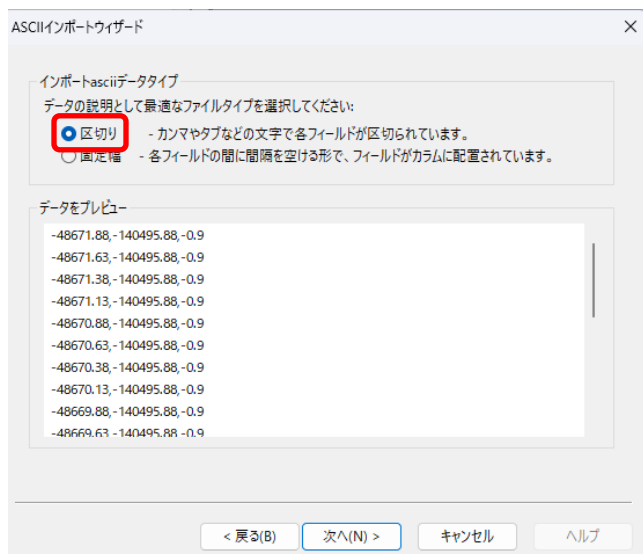 ASCIIインポートウィザード
インポートasciiデータタイプ
データの説明として最適なファイルタイプを選択してください:
区切り - カンマやタブなどの文字で各フィールドが区切られています。
固定幅 - 各フィールドの間に間隔を空ける形で、フィールドがカラムに配置されています。
データをプレビュー
-48671.88,-140495.88,-0.9
-48671.63,-140495.88,-0.9
-48671.38,-140495.88,-0.9
-48671.13,-140495.88,-0.9
-48670.88,-140495.88,-0.9
-48670.63,-140495.88,-0.9
-48670.38,-140495.88,-0.9
-48670.13,-140495.88,-0.9
-48669.88,-140495.88,-0.9
-48669.63,-140495.88,-0.9
< 戻る(B) 次へ(N) > キャンセル ヘルプ